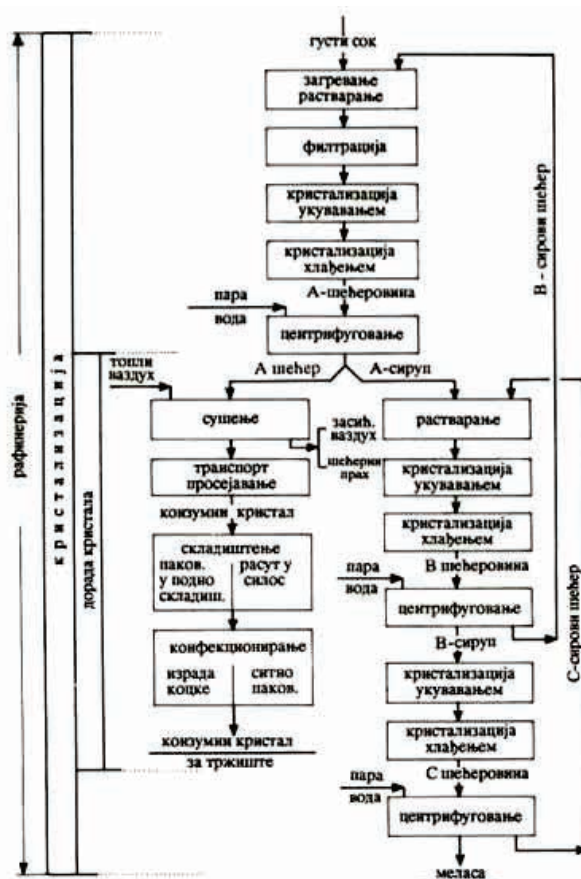 густи сок
загревање
растварање
филтрација
кристализација
укувавањем
кристализација
хлађењем
А-шећеровина
пара
вода
центрифуговање
А шећер
А-сируп
топли
ваздух
сушење
засић.
ваздух
шећерни
прах
транспорт
просејавање
конзумни кристал
складиштење
паков.
у подно
складиш.
расут у
силос
конфекционирање
израда
коцке
ситно
паков.
конзумни кристал
за тржиште
растварање
кристализација
укувавањем
кристализација
хлађењем
В шећеровина
пара
вода
центрифуговање
В-сируп
кристализација
укувавањем
кристализација
хлађењем
С шећеровина
пара
вода
центрифуговање
меласа
В - сирови шећер
С-сирови шећер
рафинерија
кристализација
дорада кристала